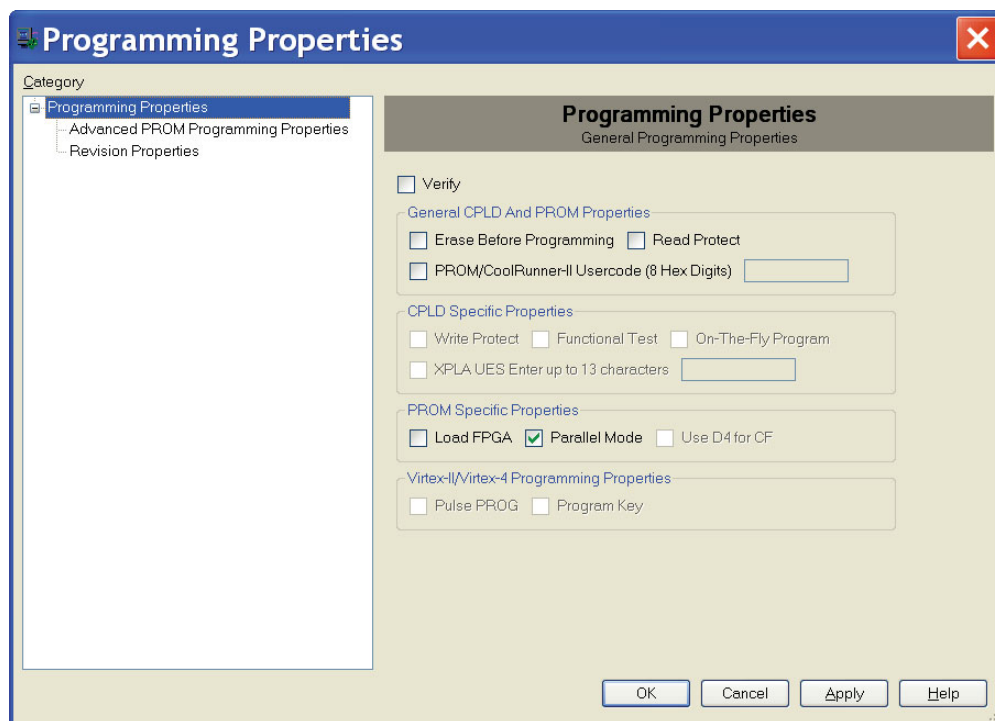 Programming Properties
Category
Programming Properties
Advanced PROM Programming Properties
Revision Properties
Programming Properties
General Programming Properties
Verify
General CPLD And PROM Properties
Erase Before Programming Read Protect
PROM/CoolRunner-II Usercode (8 Hex Digits)
CPLD Specific Properties
Write Protect Functional Test On-The-Fly Program
XPLA UES Enter up to 13 characters
PROM Specific Properties
Load FPGA Parallel Mode Use D4 for CF
Virtex-II/Virtex-4 Programming Properties
Pulse PROG Program Key
OK Cancel Apply Help